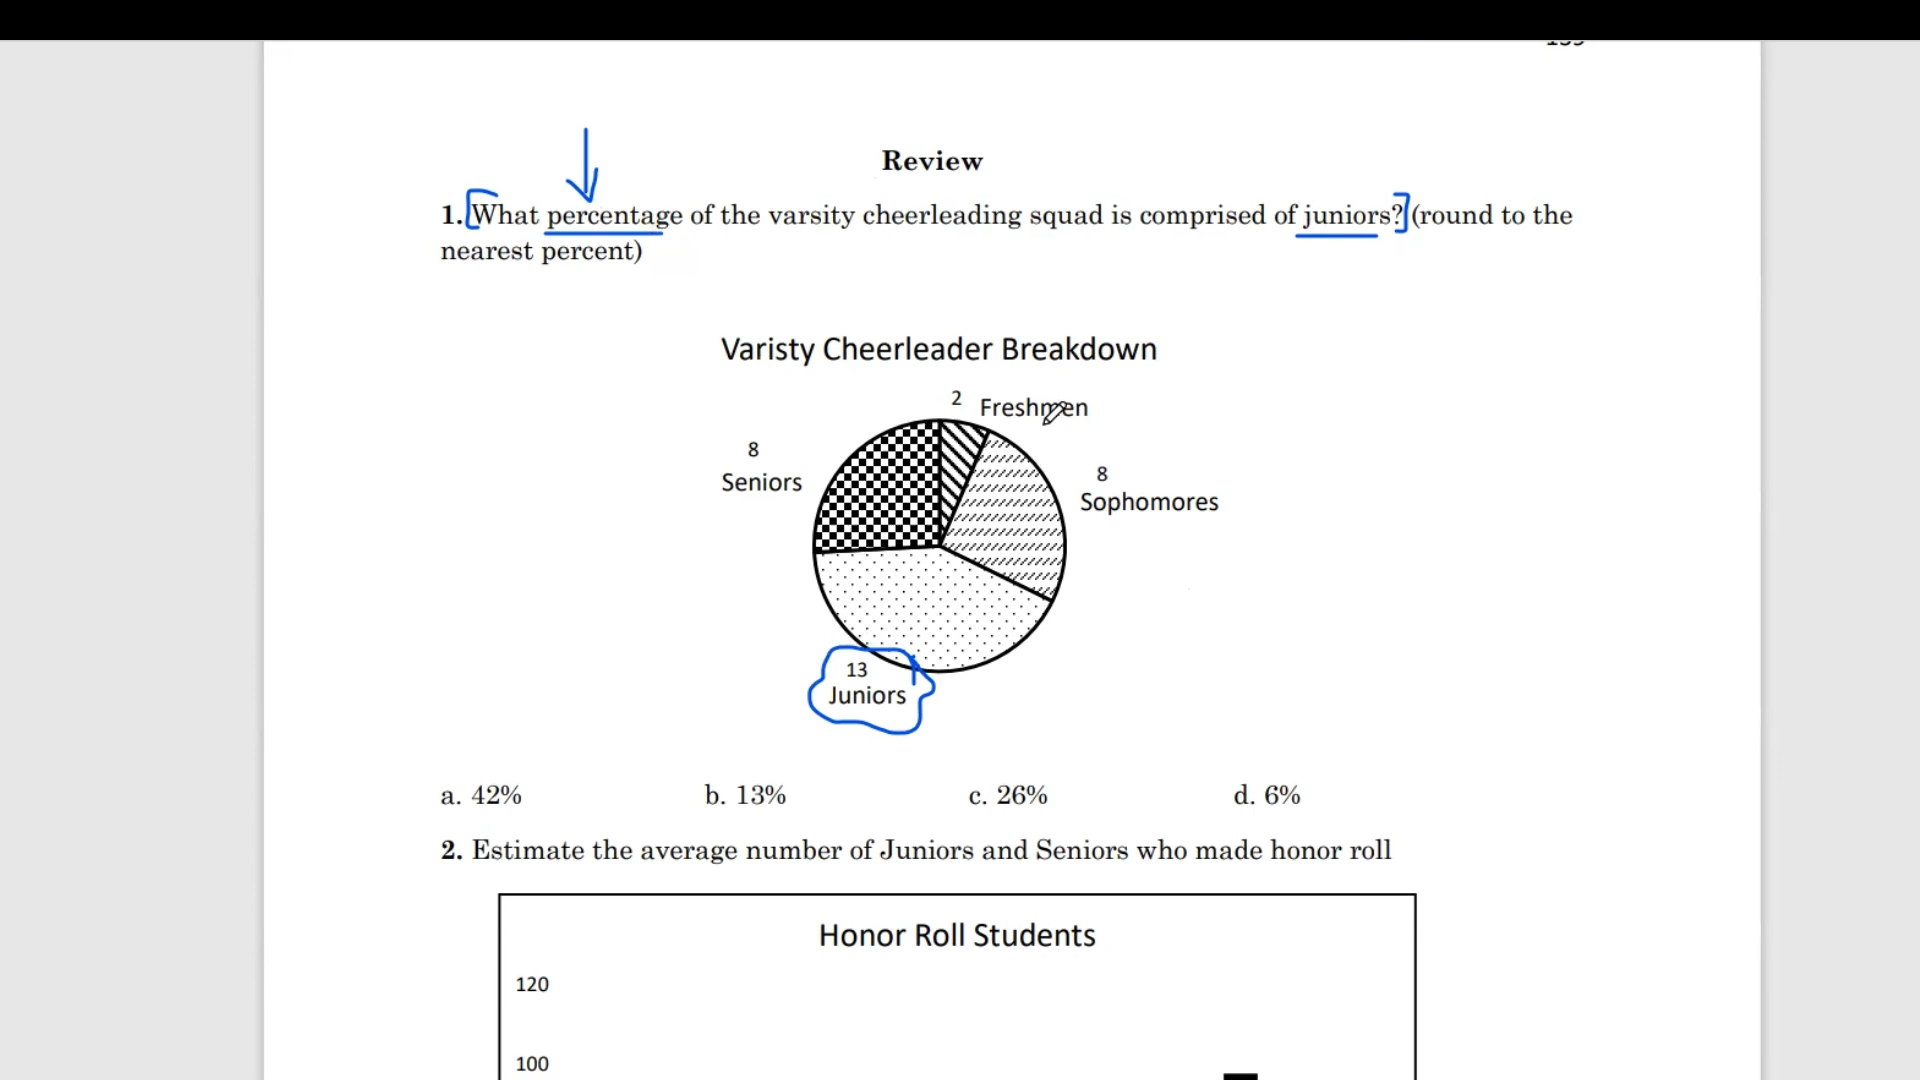 Review
1. What percentage of the varsity cheerleading squad is comprised of juniors? (round to the
nearest percent)
Varisty Cheerleader Breakdown
2 Freshmen
8
Seniors
8
Sophomores
13
Juniors
a. 42% b. 13% c. 26% d. 6%
2. Estimate the average number of Juniors and Seniors who made honor roll
Honor Roll Students
120
100